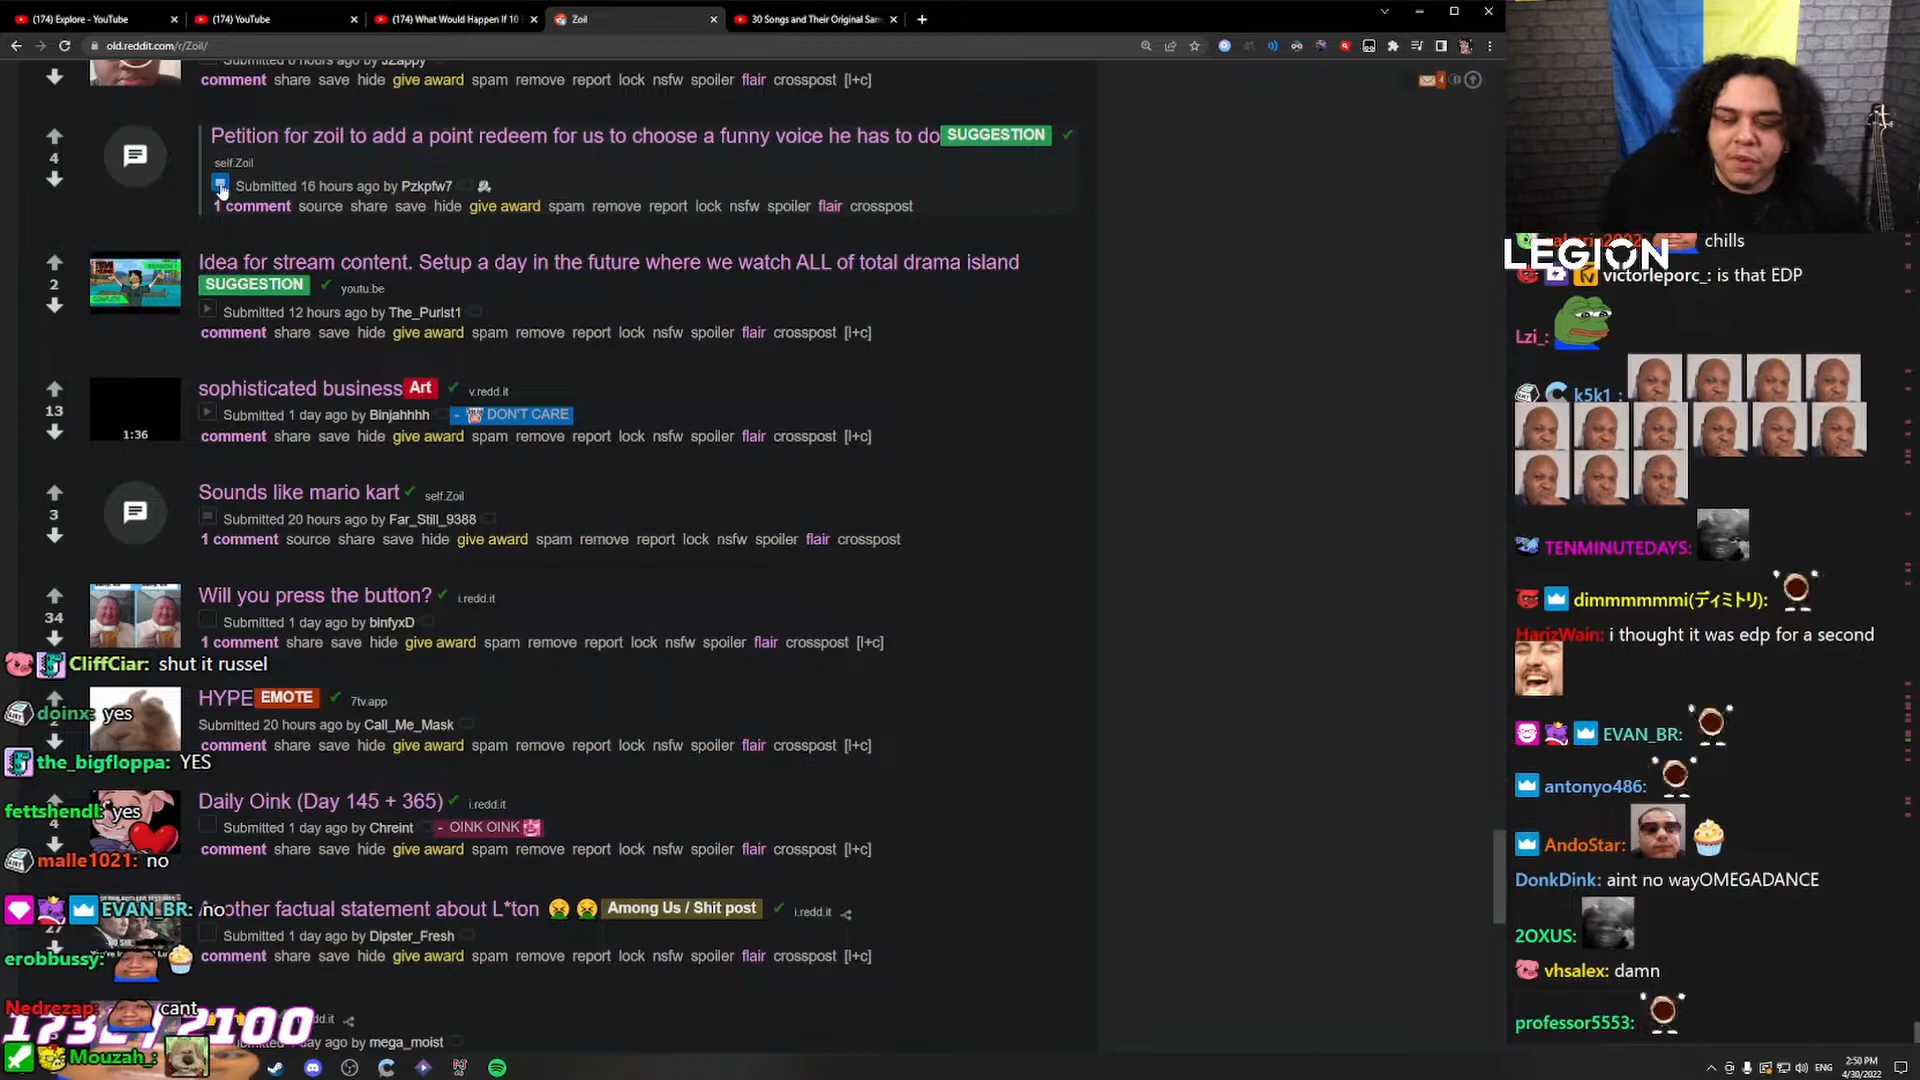 (174) Explore - YouTube
(174) YouTube
(174) What Would Happen If 10
Zoil
30 Songs and Their Original Sam
old.reddit.com/r/Zoil/
comment share save hide give award spam remove report lock nsfw spoiler flair crosspost [l+c]
4
Petition for zoil to add a point redeem for us to choose a funny voice he has to do SUGGESTION
self.Zoil
Submitted 16 hours ago by Pzkpfw7
1 comment source share save hide give award spam remove report lock nsfw spoiler flair crosspost
2
Idea for stream content. Setup a day in the future where we watch ALL of total drama island
SUGGESTION youtu.be
Submitted 12 hours ago by The_Purist1
comment share save hide give award spam remove report lock nsfw spoiler flair crosspost [l+c]
13
1:36
sophisticated business Art v.redd.it
Submitted 1 day ago by Binjahhhh - DON'T CARE
comment share save hide give award spam remove report lock nsfw spoiler flair crosspost [l+c]
3
Sounds like mario kart self.Zoil
Submitted 20 hours ago by Far_Still_9388
1 comment source share save hide give award spam remove report lock nsfw spoiler flair crosspost
34
Will you press the button? i.redd.it
Submitted 1 day ago by binfyxD
1 comment share save hide give award spam remove report lock nsfw spoiler flair crosspost [l+c]
HYPE EMOTE 7tv.app
Submitted 20 hours ago by Call_Me_Mask
comment share save hide give award spam remove report lock nsfw spoiler flair crosspost [l+c]
4
Daily Oink (Day 145 + 365) i.redd.it
Submitted 1 day ago by Chreint - OINK OINK
comment share save hide give award spam remove report lock nsfw spoiler flair crosspost [l+c]
27
other factual statement about L*ton Among Us / Shit post i.redd.it
Submitted 1 day ago by Dipster_Fresh
comment share save hide give award spam remove report lock nsfw spoiler flair crosspost [l+c]
day ago by mega_moist
CliffCiar: shut it russel
doinx: yes
the_bigfloppa: YES
fettshendl: yes
malle1021: no
EVAN_BR: no
erobbussy:
Nedrezap: cant
Mouzah_:
/2100
LEGION
chills
victorleporc_: is that EDP
Lzi_:
k5k1 :
TENMINUTEDAYS:
dimmmmmmi(ディミトリ):
HarizWain: i thought it was edp for a second
EVAN_BR:
antonyo486:
AndoStar:
DonkDink: aint no wayOMEGADANCE
2OXUS:
vhsalex: damn
professor5553:
ENG
2:50 PM
4/30/2022